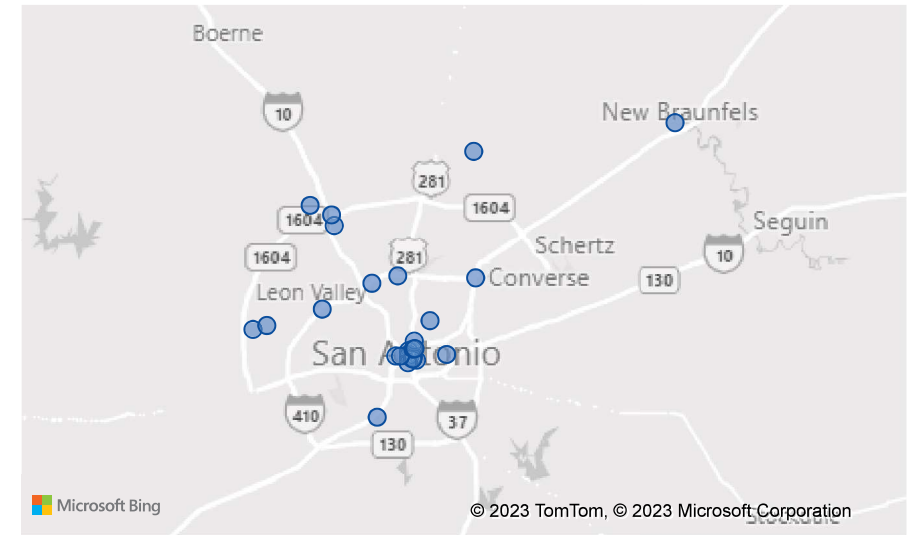 Boerne
10
New Braunfels
281
1604
1604
Seguin
Schertz
281
1604
10
Converse
130
Leon Valley
San Antonio
410
37
130
Microsoft Bing
© 2023 TomTom, © 2023 Microsoft Corporation